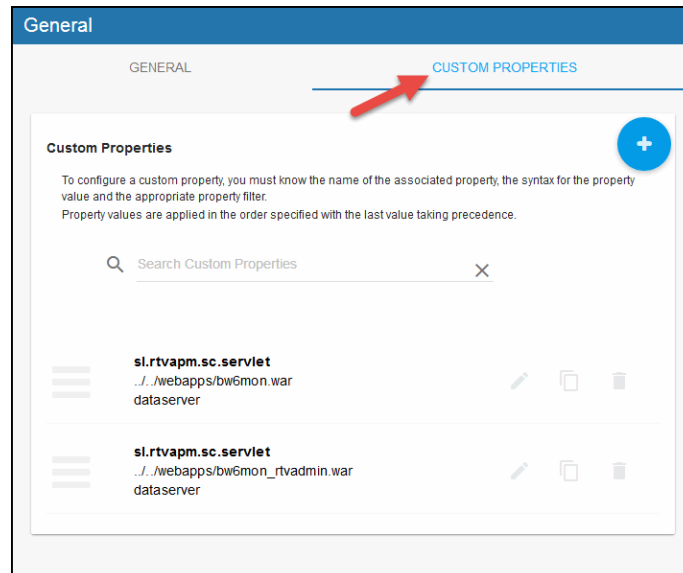 General
GENERAL
CUSTOM PROPERTIES
Custom Properties
To configure a custom property, you must know the name of the associated property, the syntax for the property
value and the appropriate property filter.
Property values are applied in the order specified with the last value taking precedence.
Search Custom Properties
sl.rtvapm.sc.servlet
../../webapps/bw6mon.war
dataserver
sl.rtvapm.sc.servlet
../../webapps/bw6mon_rtvadmin.war
dataserver